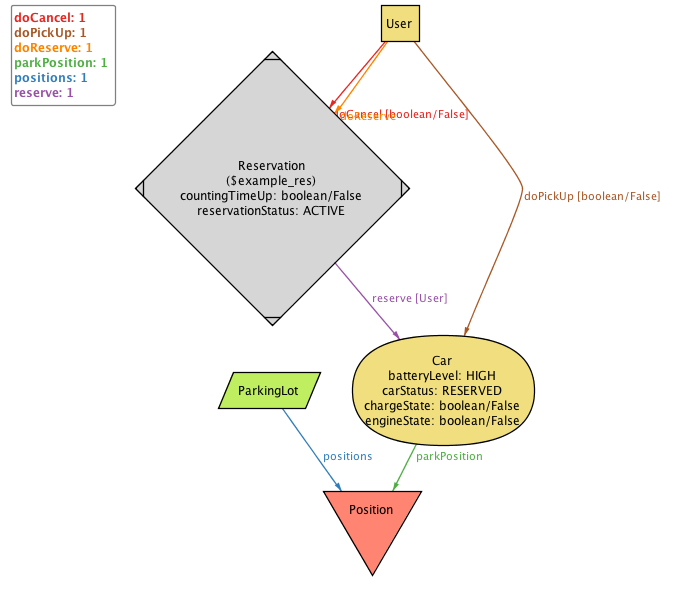 doCancel: 1
doPickUp: 1
doReserve: 1
parkPosition: 1
positions: 1
reserve: 1
User
doCancel [boolean/False]
doReserve
Reservation
($example_res)
countingTimeUp: boolean/False
reservationStatus: ACTIVE
doPickUp [boolean/False]
reserve [User]
Car
batteryLevel: HIGH
carStatus: RESERVED
chargeState: boolean/False
engineState: boolean/False
ParkingLot
positions
parkPosition
Position